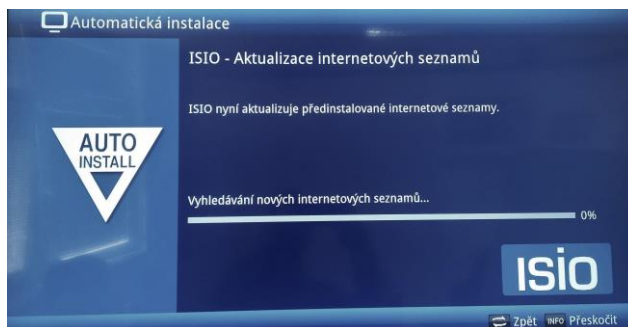 Automatická instalace
ISIO - Aktualizace internetových seznamů
ISIO nyní aktualizuje předinstalované internetové seznamy.
AUTO
INSTALL
Vyhledávání nových internetových seznamů...
0%
ISIO
Zpět INFO Přeskočit